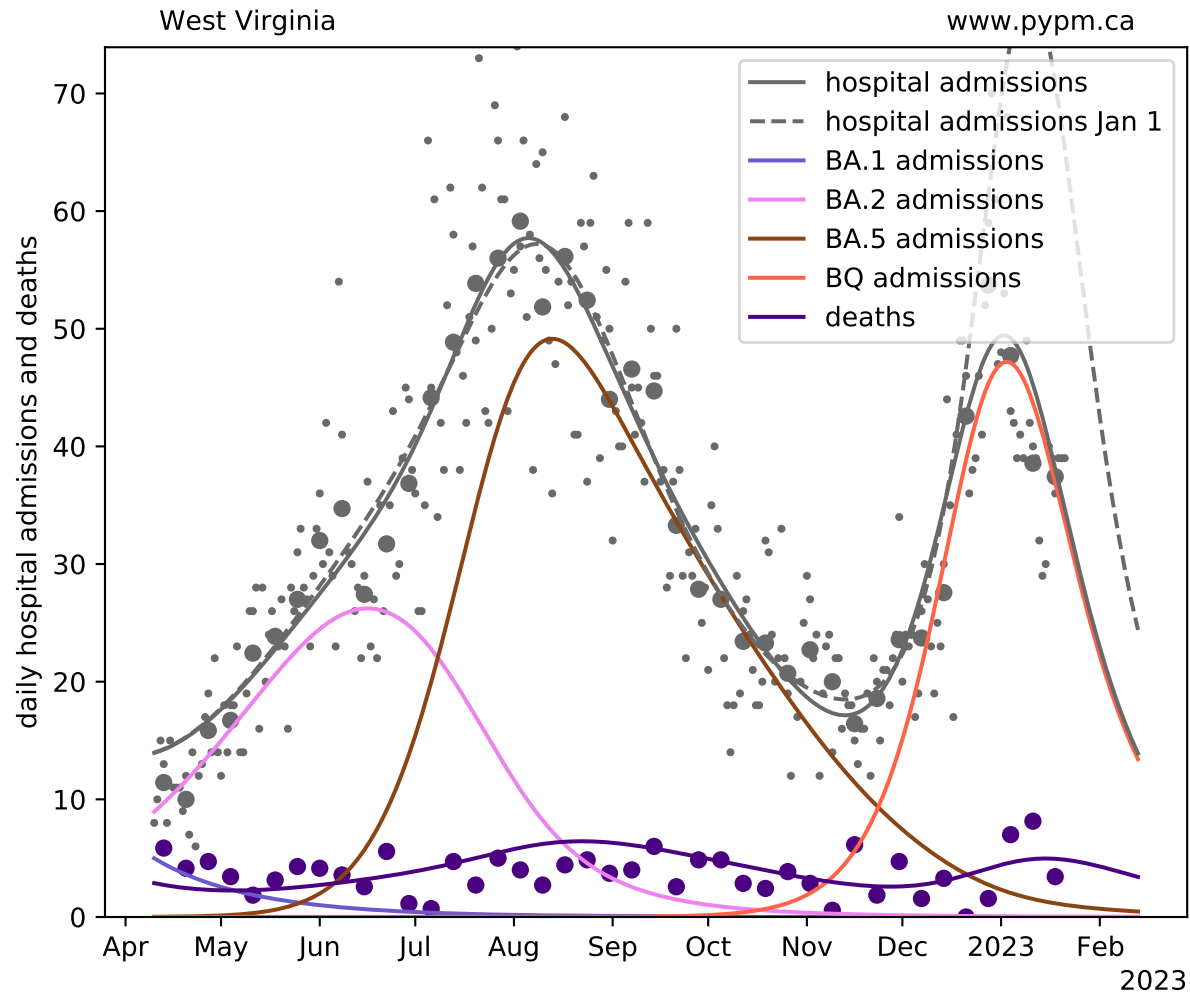 West Virginia
www.pypm.ca
daily hospital admissions and deaths
70
60
50
40
30
20
10
0
hospital admissions
hospital admissions Jan 1
BA.1 admissions
BA.2 admissions
BA.5 admissions
BQ admissions
deaths
Apr May Jun Jul Aug Sep Oct Nov Dec 2023 Feb
2023